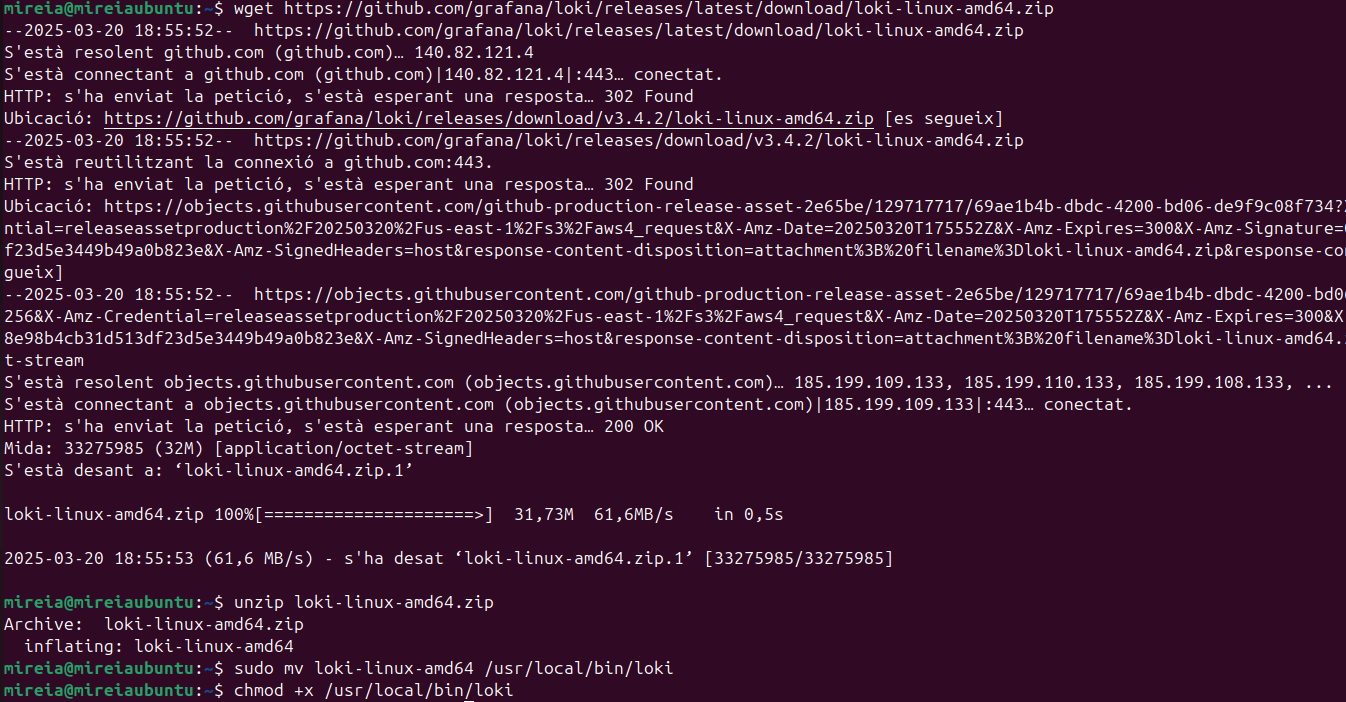 mireia@mireiaubuntu:~$ wget https://github.com/grafana/loki/releases/latest/download/loki-linux-amd64.zip
--2025-03-20 18:55:52--  https://github.com/grafana/loki/releases/latest/download/loki-linux-amd64.zip
S'està resolent github.com (github.com)… 140.82.121.4
S'està connectant a github.com (github.com)|140.82.121.4|:443… conectat.
HTTP: s'ha enviat la petició, s'està esperant una resposta… 302 Found
Ubicació: https://github.com/grafana/loki/releases/download/v3.4.2/loki-linux-amd64.zip [es segueix]
--2025-03-20 18:55:52--  https://github.com/grafana/loki/releases/download/v3.4.2/loki-linux-amd64.zip
S'està reutilitzant la connexió a github.com:443.
HTTP: s'ha enviat la petició, s'està esperant una resposta… 302 Found
Ubicació: https://objects.githubusercontent.com/github-production-release-asset-2e65be/129717717/69ae1b4b-dbdc-4200-bd06-de9f9c08f734?
ntial=releaseassetproduction%2F20250320%2Fus-east-1%2Fs3%2Faws4_request&X-Amz-Date=20250320T175552Z&X-Amz-Expires=300&X-Amz-Signature=
f23d5e3449b49a0b823e&X-Amz-SignedHeaders=host&response-content-disposition=attachment%3B%20filename%3Dloki-linux-amd64.zip&response-co
gueix]
--2025-03-20 18:55:52--  https://objects.githubusercontent.com/github-production-release-asset-2e65be/129717717/69ae1b4b-dbdc-4200-bd0
256&X-Amz-Credential=releaseassetproduction%2F20250320%2Fus-east-1%2Fs3%2Faws4_request&X-Amz-Date=20250320T175552Z&X-Amz-Expires=300&X
8e98b4cb31d513df23d5e3449b49a0b823e&X-Amz-SignedHeaders=host&response-content-disposition=attachment%3B%20filename%3Dloki-linux-amd64.
t-stream
S'està resolent objects.githubusercontent.com (objects.githubusercontent.com)… 185.199.109.133, 185.199.110.133, 185.199.108.133, ...
S'està connectant a objects.githubusercontent.com (objects.githubusercontent.com)|185.199.109.133|:443… conectat.
HTTP: s'ha enviat la petició, s'està esperant una resposta… 200 OK
Mida: 33275985 (32M) [application/octet-stream]
S'està desant a: ‘loki-linux-amd64.zip.1’
loki-linux-amd64.zip 100%[=====================>]  31,73M  61,6MB/s    in 0,5s
2025-03-20 18:55:53 (61,6 MB/s) - s'ha desat ‘loki-linux-amd64.zip.1’ [33275985/33275985]
mireia@mireiaubuntu:~$ unzip loki-linux-amd64.zip
Archive:  loki-linux-amd64.zip
  inflating: loki-linux-amd64
mireia@mireiaubuntu:~$ sudo mv loki-linux-amd64 /usr/local/bin/loki
mireia@mireiaubuntu:~$ chmod +x /usr/local/bin/loki